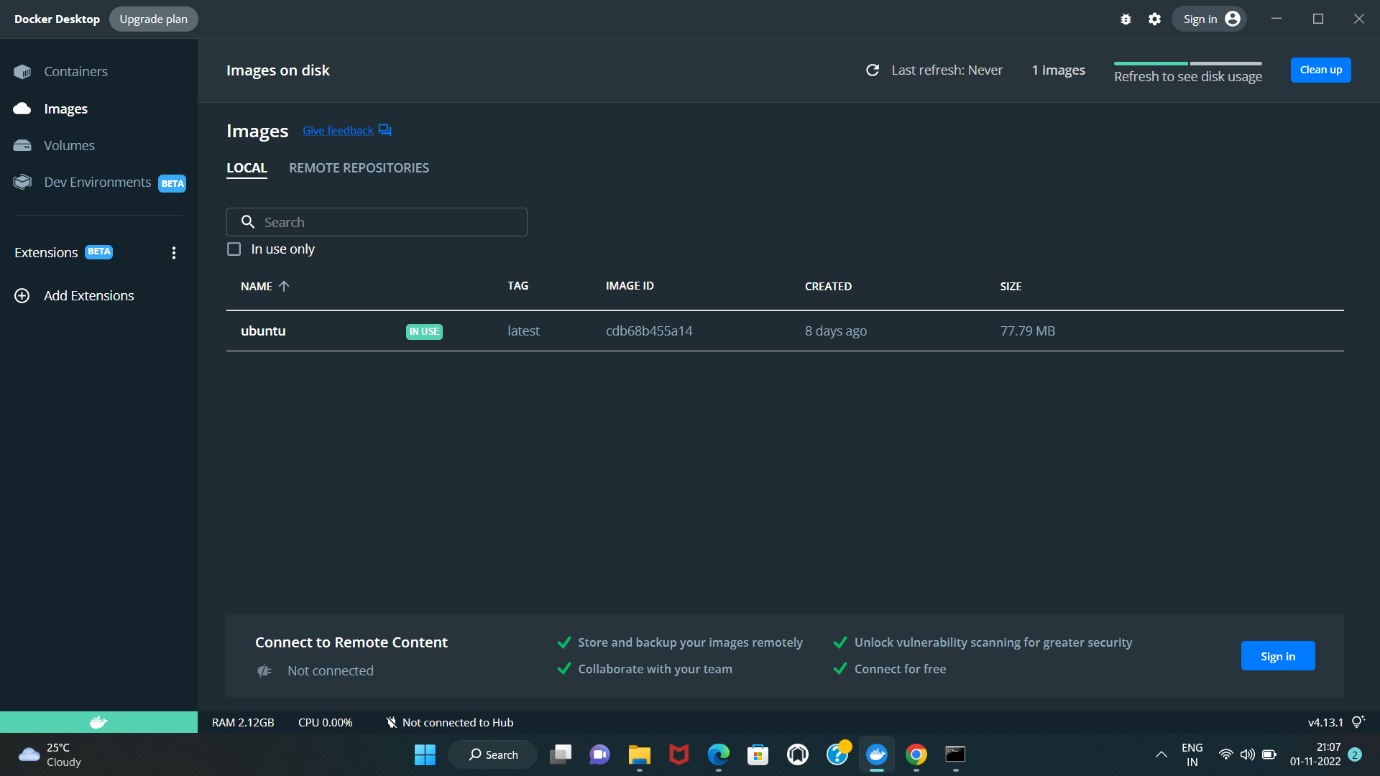 Docker Desktop Upgrade plan Sign in
Containers
Images
Volumes
Dev Environments BETA
Extensions BETA
Add Extensions
Images on disk Last refresh: Never 1 images Refresh to see disk usage Clean up
Images Give feedback
LOCAL REMOTE REPOSITORIES
Search
In use only
NAME TAG IMAGE ID CREATED SIZE
ubuntu IN USE latest cdb68b455a14 8 days ago 77.79 MB
Connect to Remote Content
Not connected
Store and backup your images remotely
Collaborate with your team
Unlock vulnerability scanning for greater security
Connect for free
Sign in
RAM 2.12GB CPU 0.00% Not connected to Hub v4.13.1
25°C
Cloudy
Search
ENG
IN
21:07
01-11-2022
2